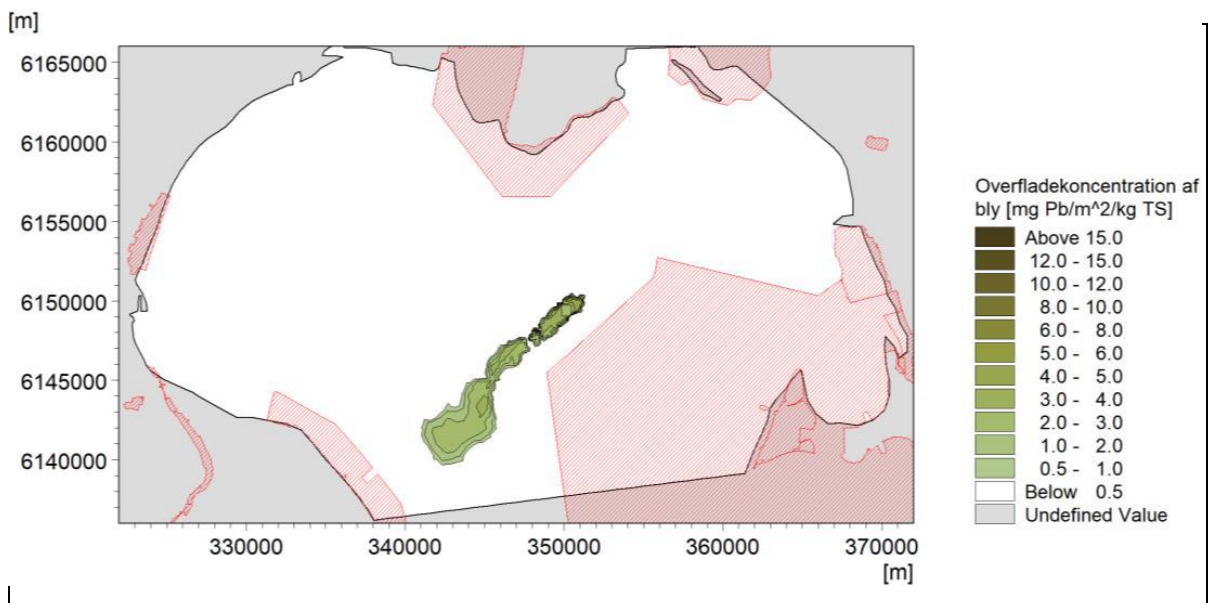 [m]
6165000
6160000
6155000
6150000
6145000
6140000
330000 340000 350000 360000 370000
[m]
Overfladekoncentration af
bly [mg Pb/m^2/kg TS]
Above 15.0
12.0 - 15.0
10.0 - 12.0
8.0 - 10.0
6.0 - 8.0
5.0 - 6.0
4.0 - 5.0
3.0 - 4.0
2.0 - 3.0
1.0 - 2.0
0.5 - 1.0
Below 0.5
Undefined Value